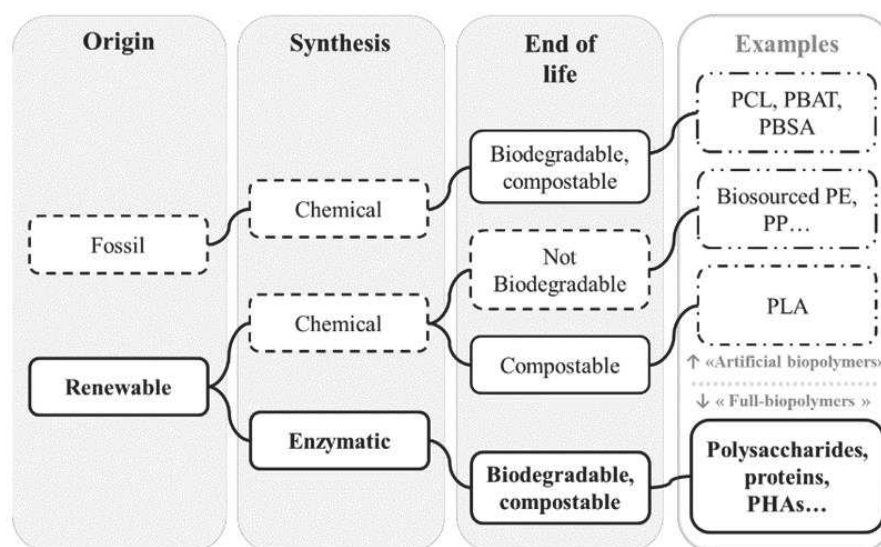 Origin
Synthesis
End of
life
Examples
Fossil
Renewable
Chemical
Chemical
Enzymatic
Biodegradable,
compostable
Not
Biodegradable
Compostable
Biodegradable,
compostable
PCL, PBAT,
PBSA
Biosourced PE,
PP…
PLA
↑ «Artificial biopolymers»
↓ « Full-biopolymers »
Polysaccharides,
proteins,
PHAs…